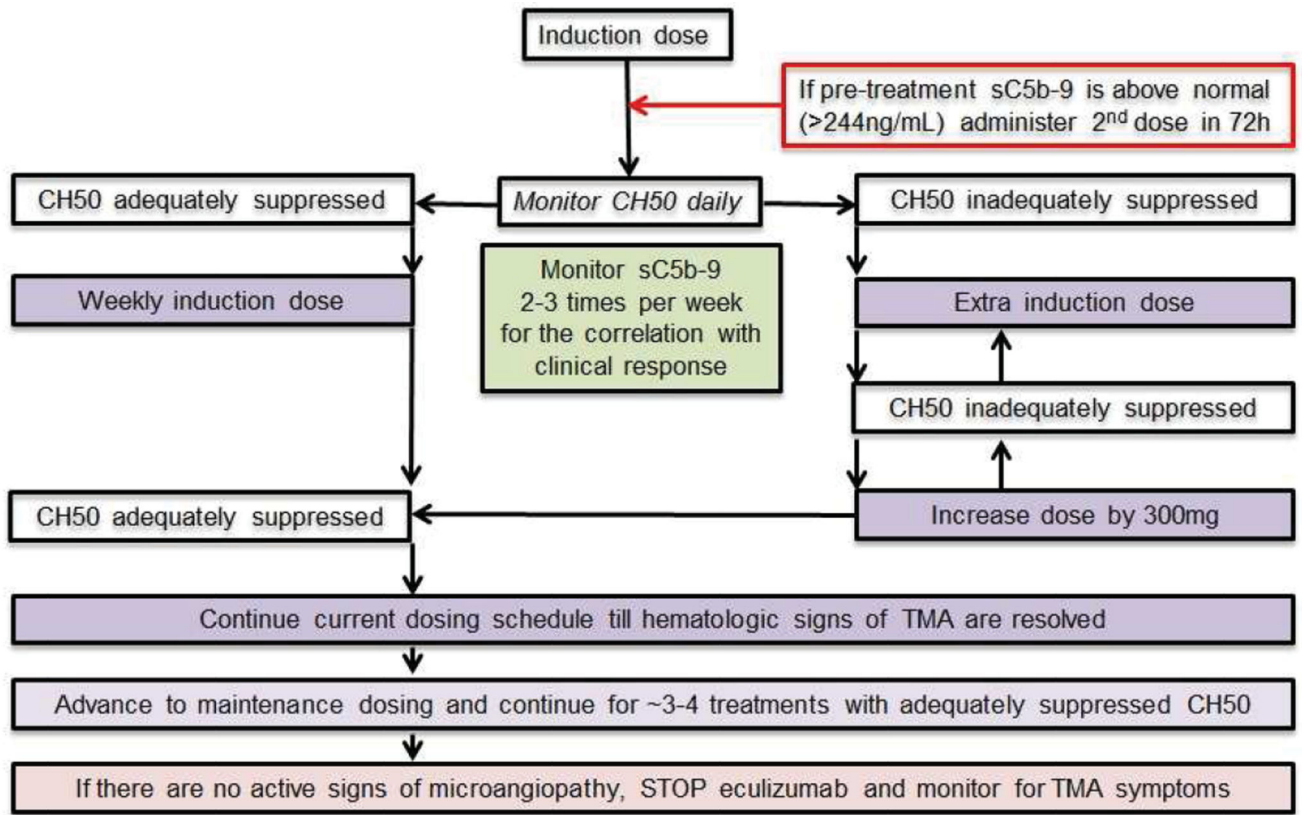 Induction dose
If pre-treatment sC5b-9 is above normal
(>244ng/mL) administer 2nd dose in 72h
CH50 adequately suppressed
Monitor CH50 daily
CH50 inadequately suppressed
Weekly induction dose
Monitor sC5b-9
2-3 times per week
for the correlation with
clinical response
Extra induction dose
CH50 inadequately suppressed
CH50 adequately suppressed
Increase dose by 300mg
Continue current dosing schedule till hematologic signs of TMA are resolved
Advance to maintenance dosing and continue for ~3-4 treatments with adequately suppressed CH50
If there are no active signs of microangiopathy, STOP eculizumab and monitor for TMA symptoms